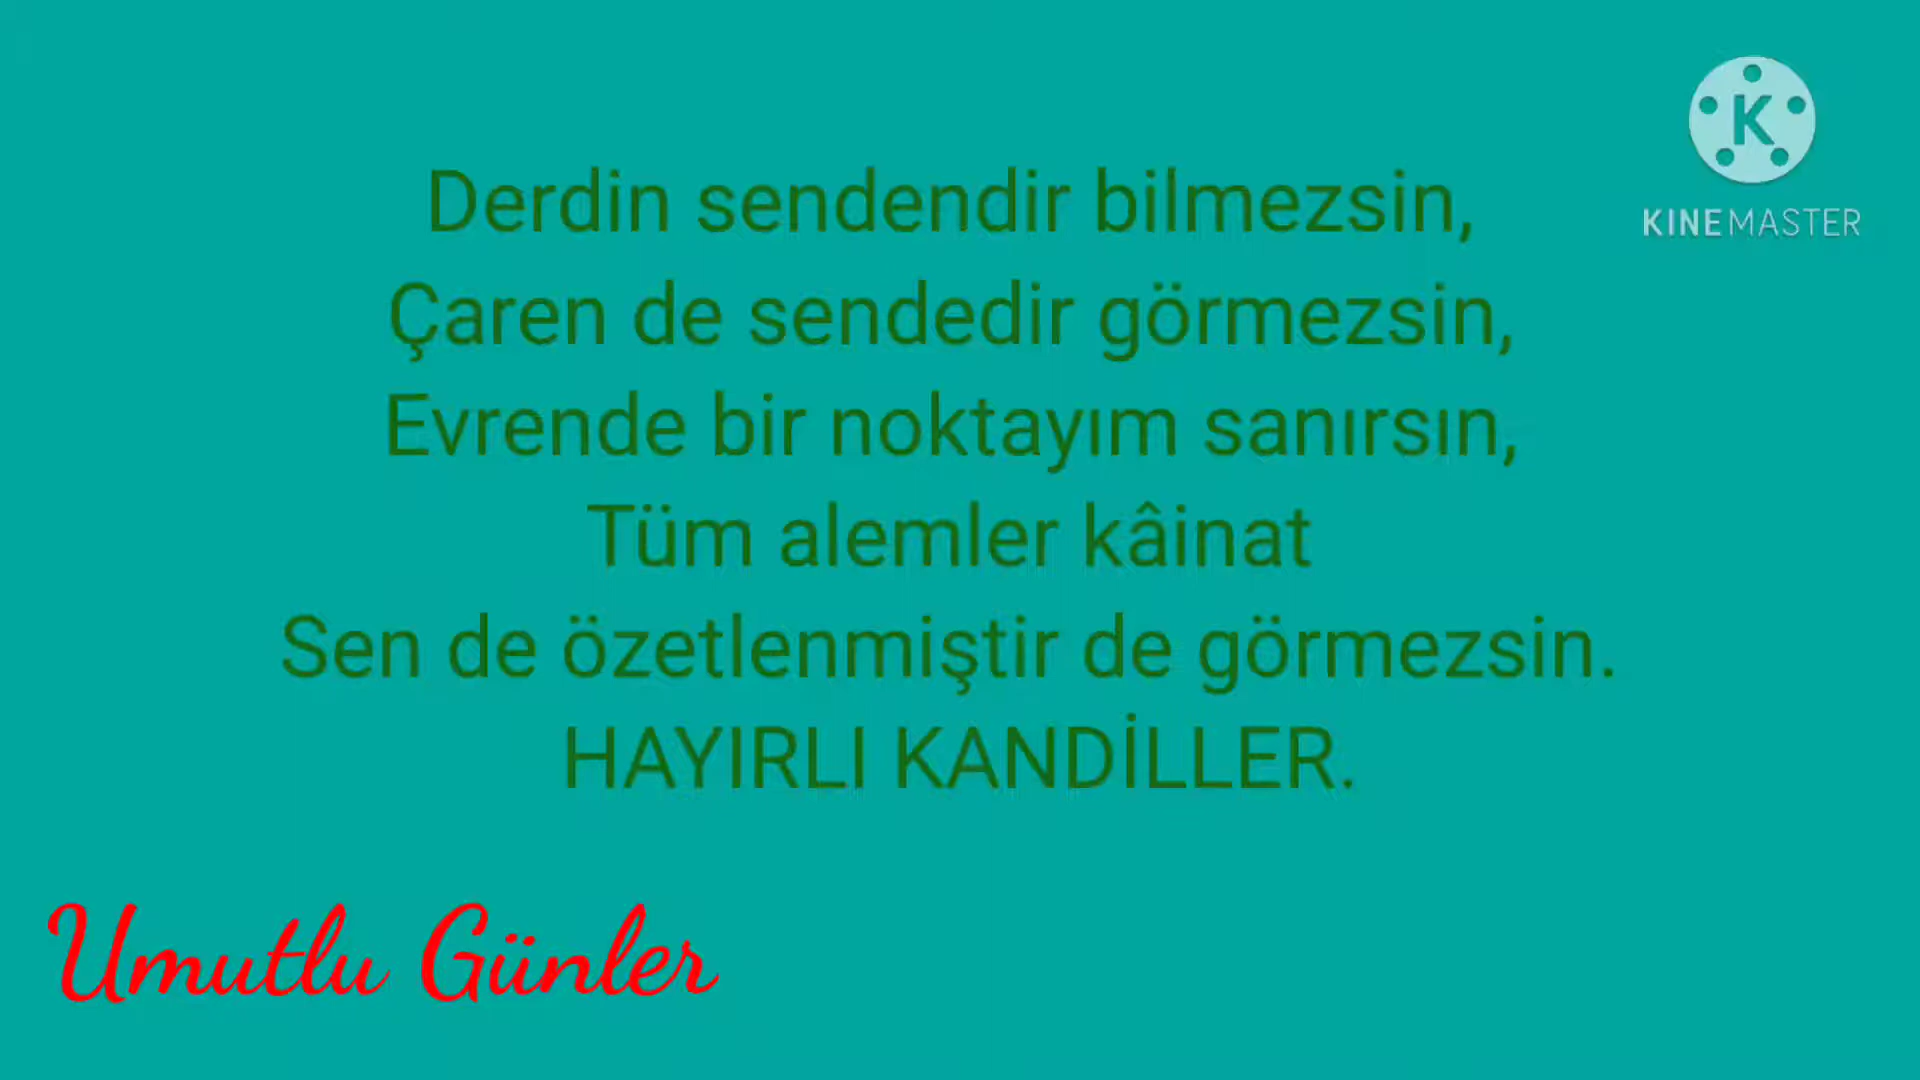 Derdin sendendir bilmezsin,
Çaren de sendedir görmezsin,
Evrende bir noktayım sanırsın,
Tüm alemler kâinat
Sen de özetlenmiştir de görmezsin.
HAYIRLI KANDİLLER.
K
KINEMASTER
Umutlu Günler